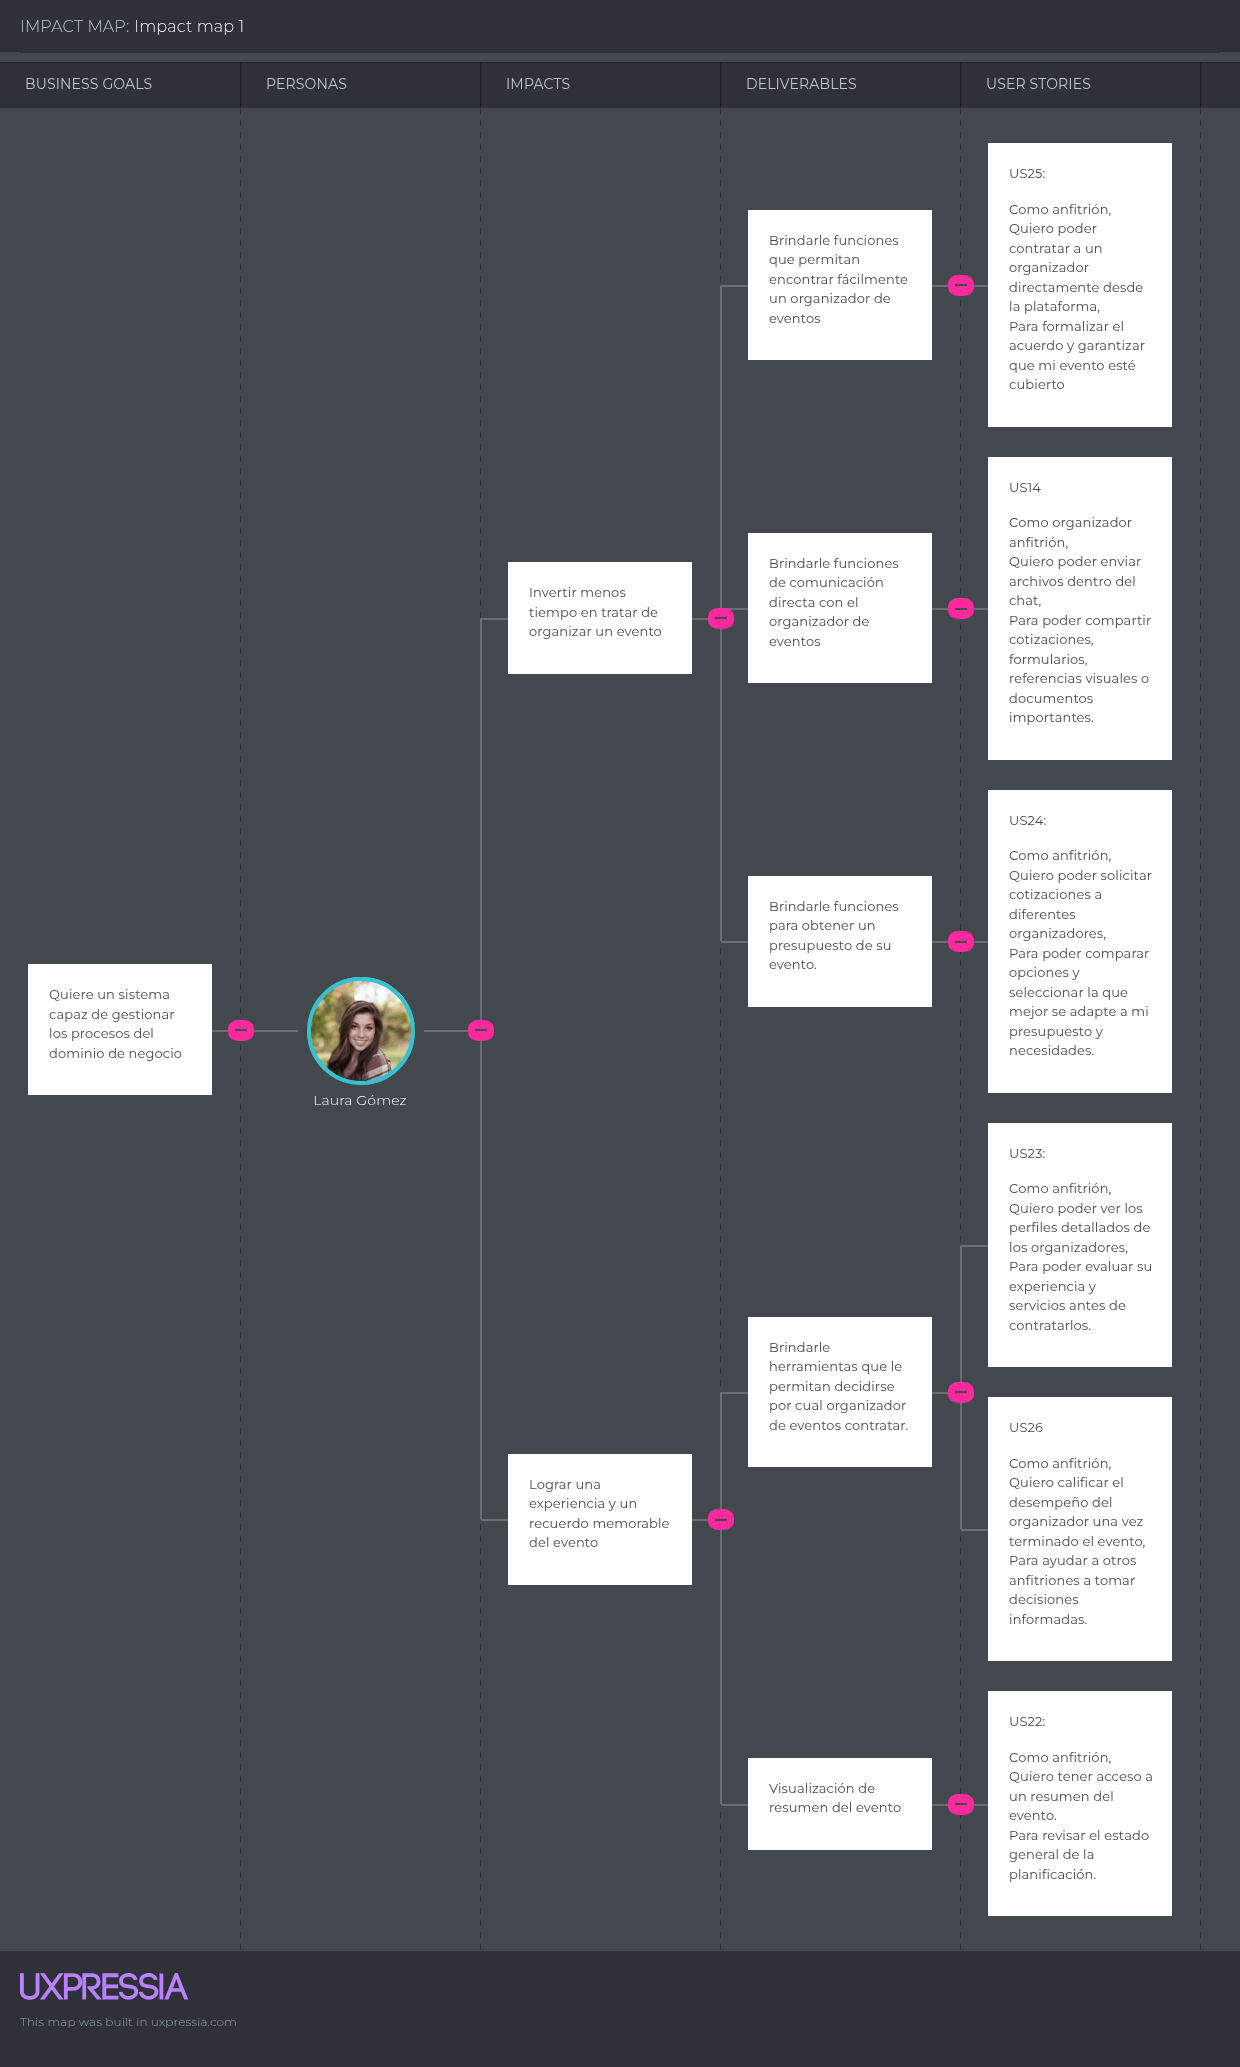 IMPACT MAP: Impact map 1
BUSINESS GOALS
PERSONAS
IMPACTS
DELIVERABLES
USER STORIES
Quiere un sistema
capaz de gestionar
los procesos del
dominio de negocio
Laura Gómez
Invertir menos
tiempo en tratar de
organizar un evento
Brindarle funciones
que permitan
encontrar fácilmente
un organizador de
eventos
US25:
Como anfitrión,
Quiero poder
contratar a un
organizador
directamente desde
la plataforma,
Para formalizar el
acuerdo y garantizar
que mi evento esté
cubierto
Brindarle funciones
de comunicación
directa con el
organizador de
eventos
US14
Como organizador
anfitrión,
Quiero poder enviar
archivos dentro del
chat,
Para poder compartir
cotizaciones,
formularios,
referencias visuales o
documentos
importantes.
Brindarle funciones
para obtener un
presupuesto de su
evento.
US24:
Como anfitrión,
Quiero poder solicitar
cotizaciones a
diferentes
organizadores,
Para poder comparar
opciones y
seleccionar la que
mejor se adapte a mi
presupuesto y
necesidades.
Lograr una
experiencia y un
recuerdo memorable
del evento
Brindarle
herramientas que le
permitan decidirse
por cual organizador
de eventos contratar.
US23:
Como anfitrión,
Quiero poder ver los
perfiles detallados de
los organizadores,
Para poder evaluar su
experiencia y
servicios antes de
contratarlos.
US26
Como anfitrión,
Quiero calificar el
desempeño del
organizador una vez
terminado el evento,
Para ayudar a otros
anfitriones a tomar
decisiones
informadas.
Visualización de
resumen del evento
US22:
Como anfitrión,
Quiero tener acceso a
un resumen del
evento.
Para revisar el estado
general de la
planificación.
UXPRESSIA
This map was built in uxpressia.com